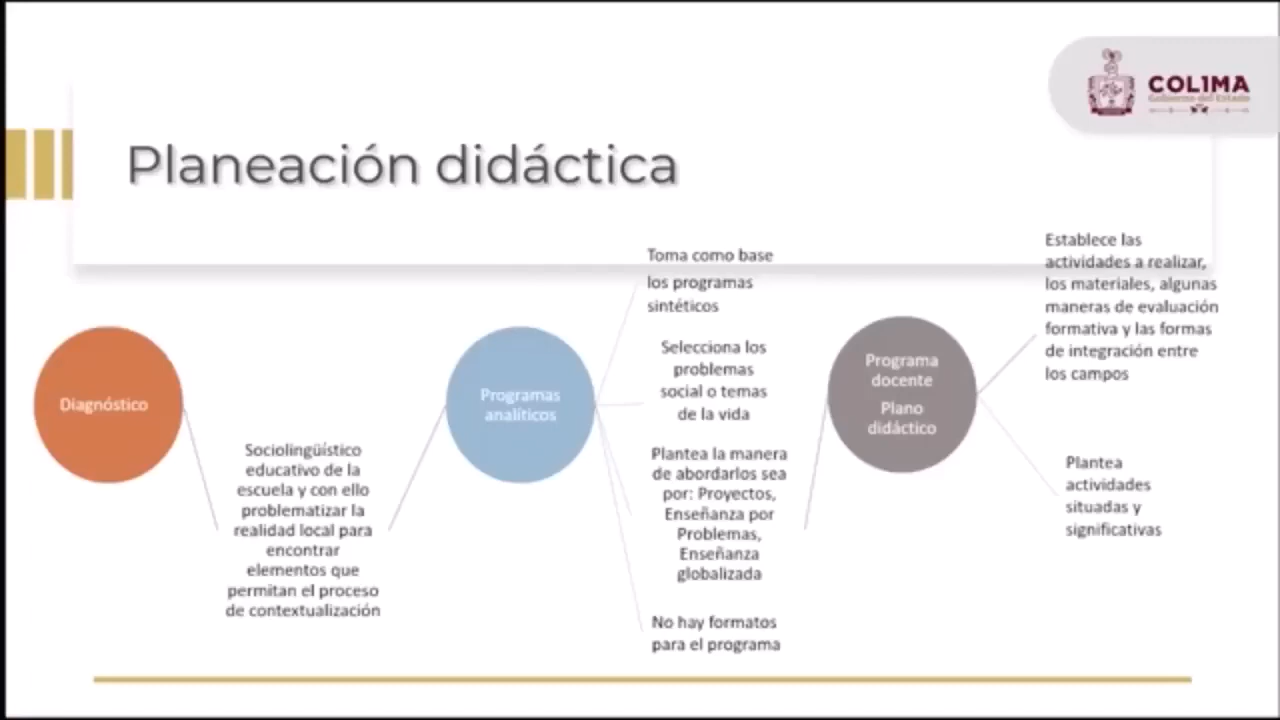 COLIMA
Gobierno del Estado
Planeación didáctica
Diagnóstico
Sociolingüístico
educativo de la
escuela y con ello
problematizar la
realidad local para
encontrar
elementos que
permitan el proceso
de contextualización
Programas
analíticos
Toma como base
los programas
sintéticos
Selecciona los
problemas
social o temas
de la vida
Plantea la manera
de abordarlos sea
por: Proyectos,
Enseñanza por
Problemas,
Enseñanza
globalizada
No hay formatos
para el programa
Programa
docente
Plano
didáctico
Establece las
actividades a realizar,
los materiales, algunas
maneras de evaluación
formativa y las formas
de integración entre
los campos
Plantea
actividades
situadas y
significativas